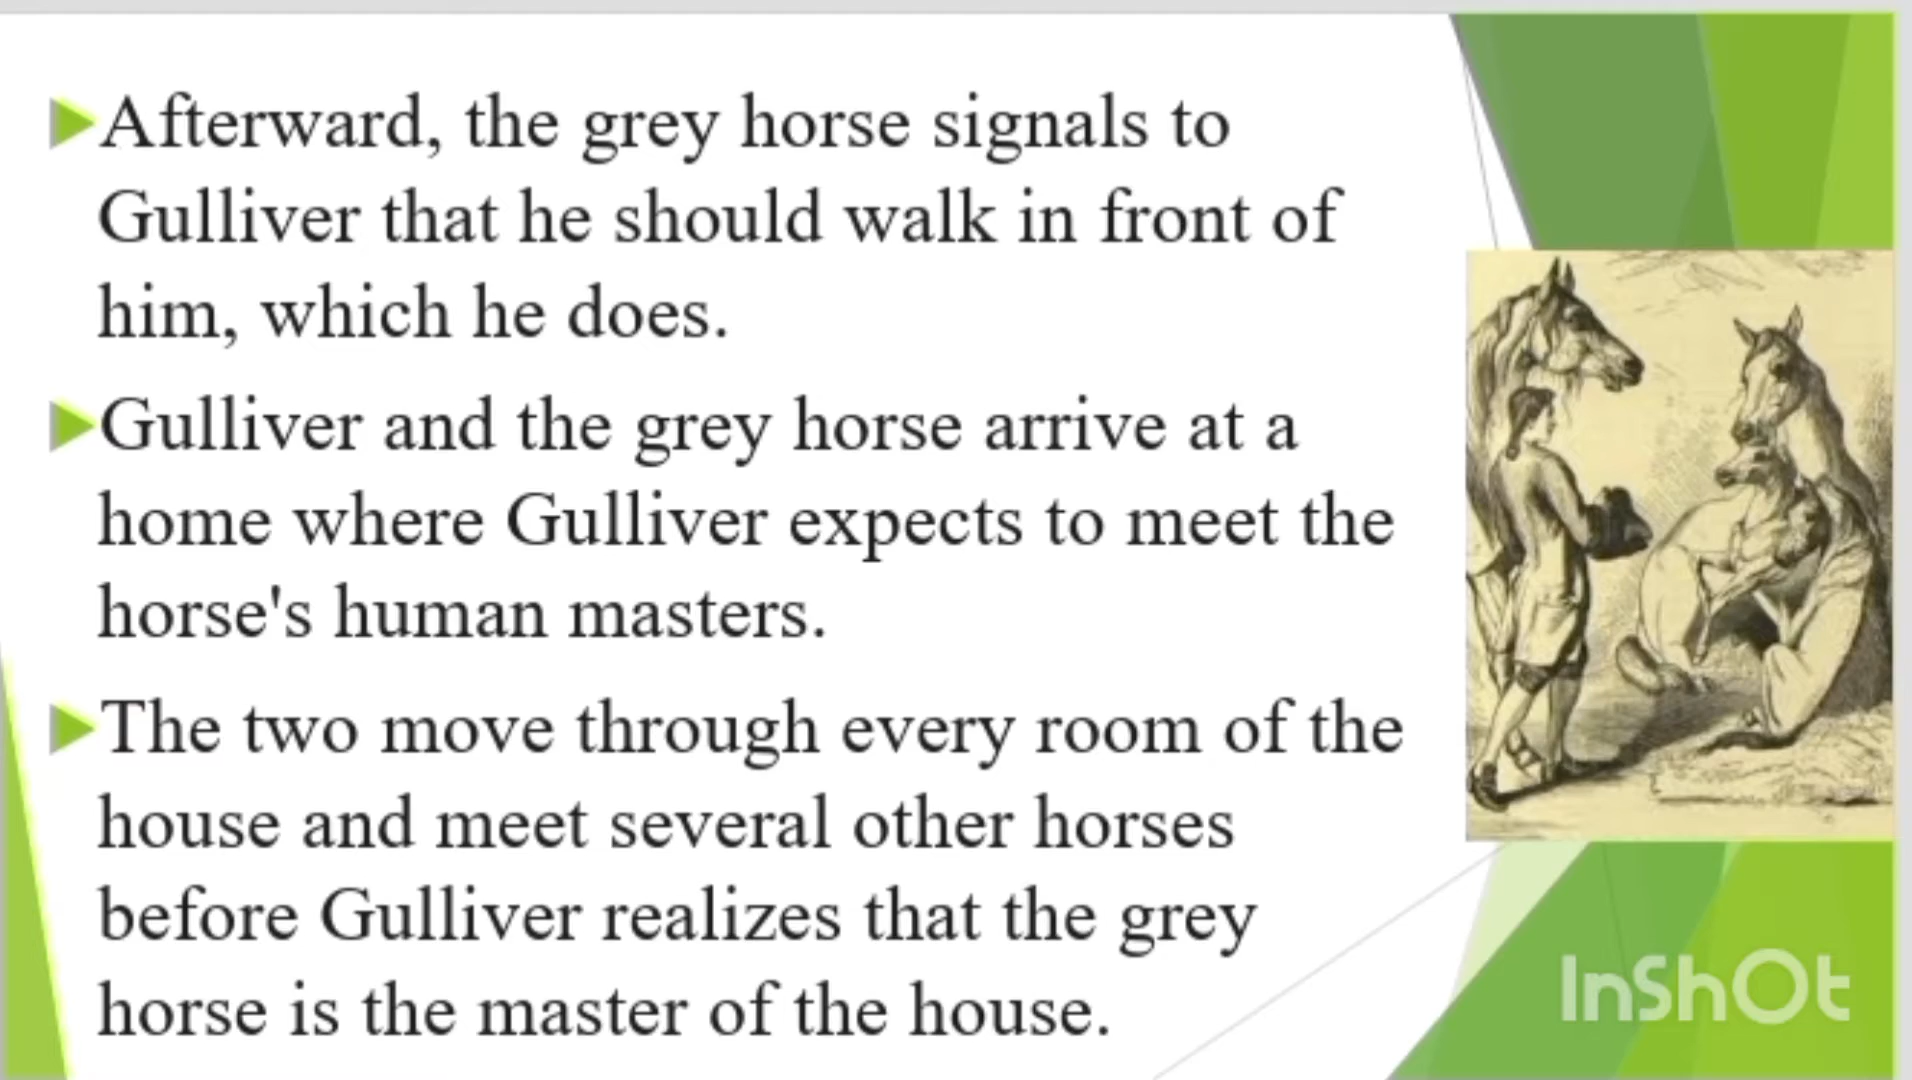 Afterward, the grey horse signals to
Gulliver that he should walk in front of
him, which he does.
Gulliver and the grey horse arrive at a
home where Gulliver expects to meet the
horse's human masters.
The two move through every room of the
house and meet several other horses
before Gulliver realizes that the grey
horse is the master of the house.
InShOt